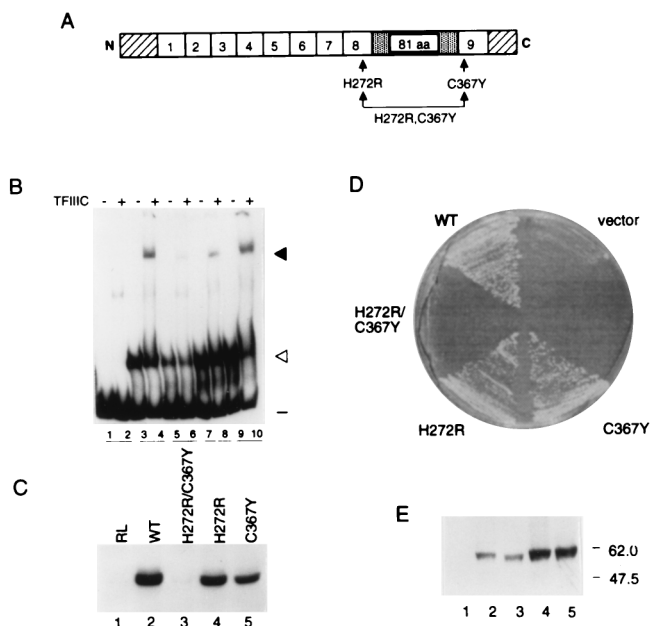 A
N 1 2 3 4 5 6 7 8 81 aa 9 C
H272R C367Y
H272R,C367Y
B
TFIIIC - + - + - + - + - +
1 2 3 4 5 6 7 8 9 10
C
RL WT H272R/C367Y H272R C367Y
1 2 3 4 5
D
WT vector
H272R/
C367Y
H272R C367Y
E
62.0
47.5
1 2 3 4 5